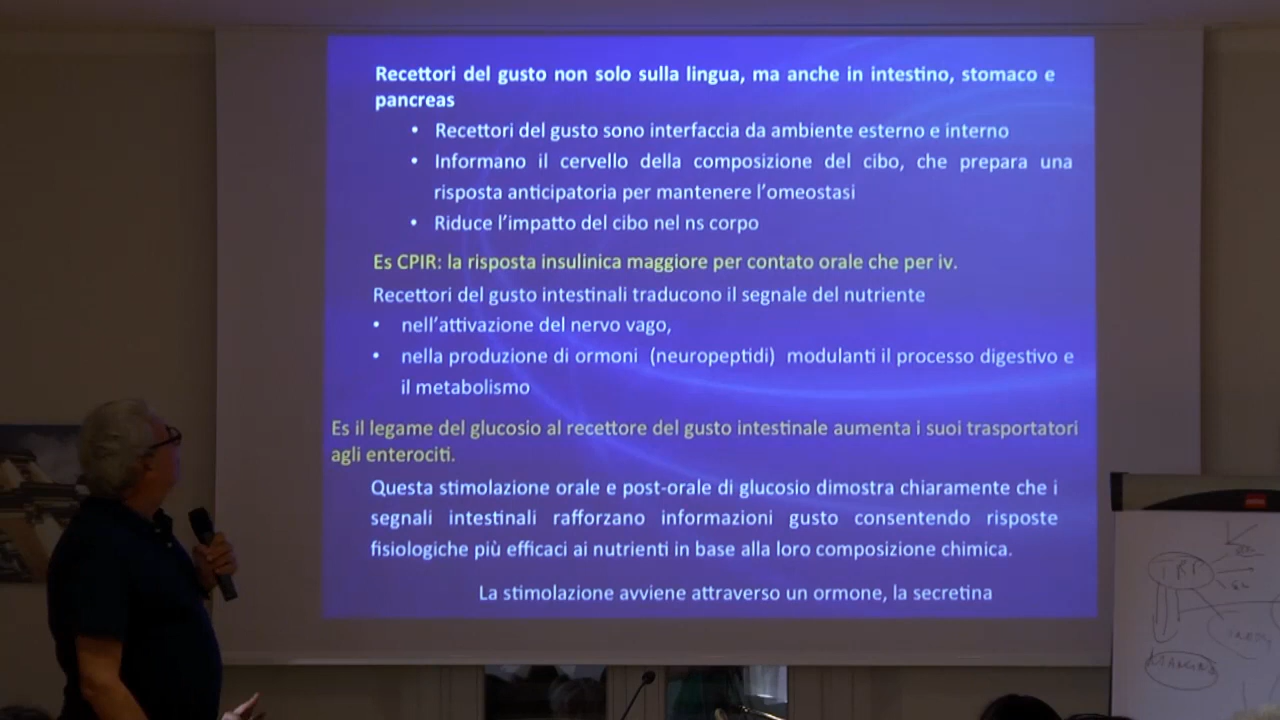 Recettori del gusto non solo sulla lingua, ma anche in intestino, stomaco e
pancreas
• Recettori del gusto sono interfaccia da ambiente esterno e interno
• Informano il cervello della composizione del cibo, che prepara una
risposta anticipatoria per mantenere l'omeostasi
• Riduce l'impatto del cibo nel ns corpo
Es CPIR: la risposta insulinica maggiore per contato orale che per iv.
Recettori del gusto intestinali traducono il segnale del nutriente
• nell'attivazione del nervo vago,
• nella produzione di ormoni (neuropeptidi) modulanti il processo digestivo e
il metabolismo
Es il legame del glucosio al recettore del gusto intestinale aumenta i suoi trasportatori
agli enterociti.
Questa stimolazione orale e post-orale di glucosio dimostra chiaramente che i
segnali intestinali rafforzano informazioni gusto consentendo risposte
fisiologiche più efficaci ai nutrienti in base alla loro composizione chimica.
La stimolazione avviene attraverso un ormone, la secretina